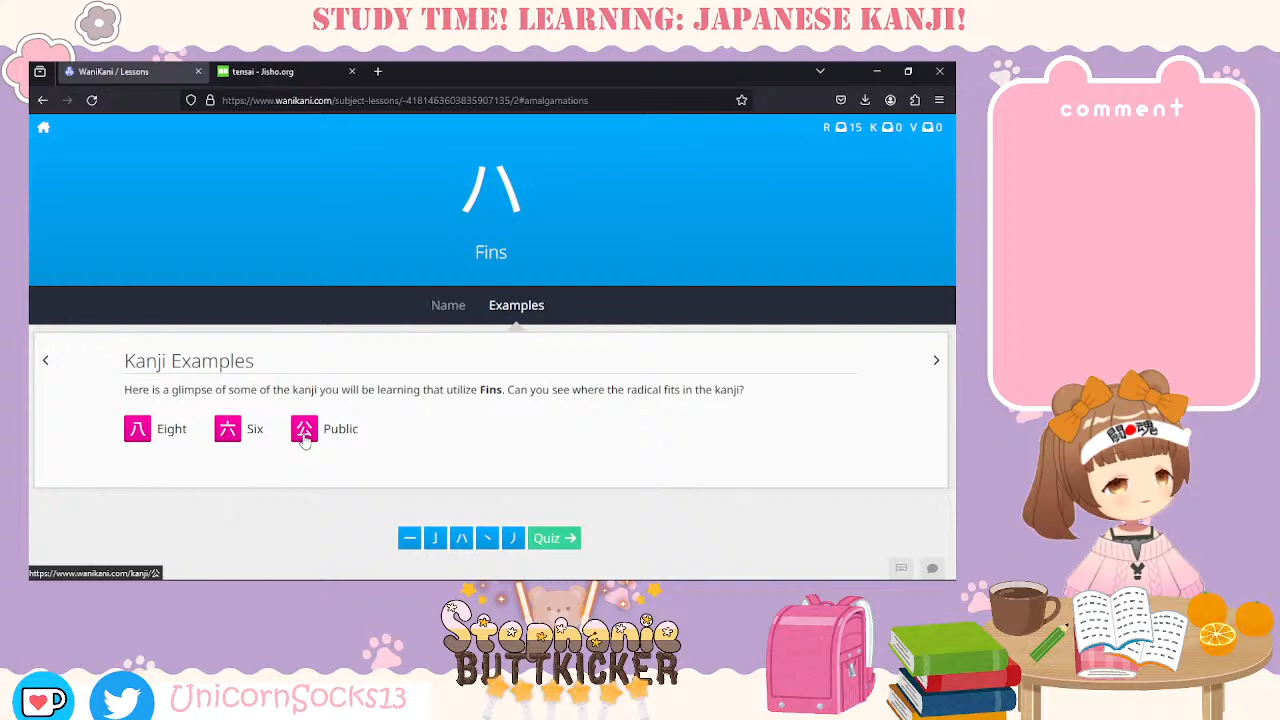 STUDY TIME! LEARNING: JAPANESE KANJI!
WaniKani / Lessons
tensai - Jisho.org
https://www.wanikani.com/subject-lessons/-4181463603835907135/2#amalgamations
R 15 K 0 V 0
ハ
Fins
Name Examples
Kanji Examples
Here is a glimpse of some of the kanji you will be learning that utilize Fins. Can you see where the radical fits in the kanji?
八 Eight 六 Six 公 Public
一 亅 ハ 丶 丿 Quiz →
https://www.wanikani.com/kanji/公
comment
闘魂
Stephanie
BUTTKICKER
UnicornSocks13